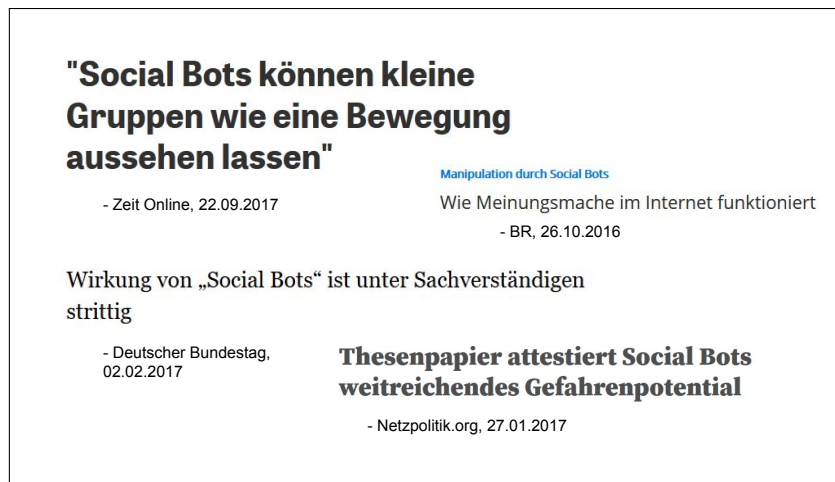 "Social Bots können kleine
Gruppen wie eine Bewegung
aussehen lassen"
- Zeit Online, 22.09.2017
Manipulation durch Social Bots
Wie Meinungsmache im Internet funktioniert
- BR, 26.10.2016
Wirkung von „Social Bots“ ist unter Sachverständigen
strittig
- Deutscher Bundestag,
02.02.2017
Thesenpapier attestiert Social Bots
weitreichendes Gefahrenpotential
- Netzpolitik.org, 27.01.2017